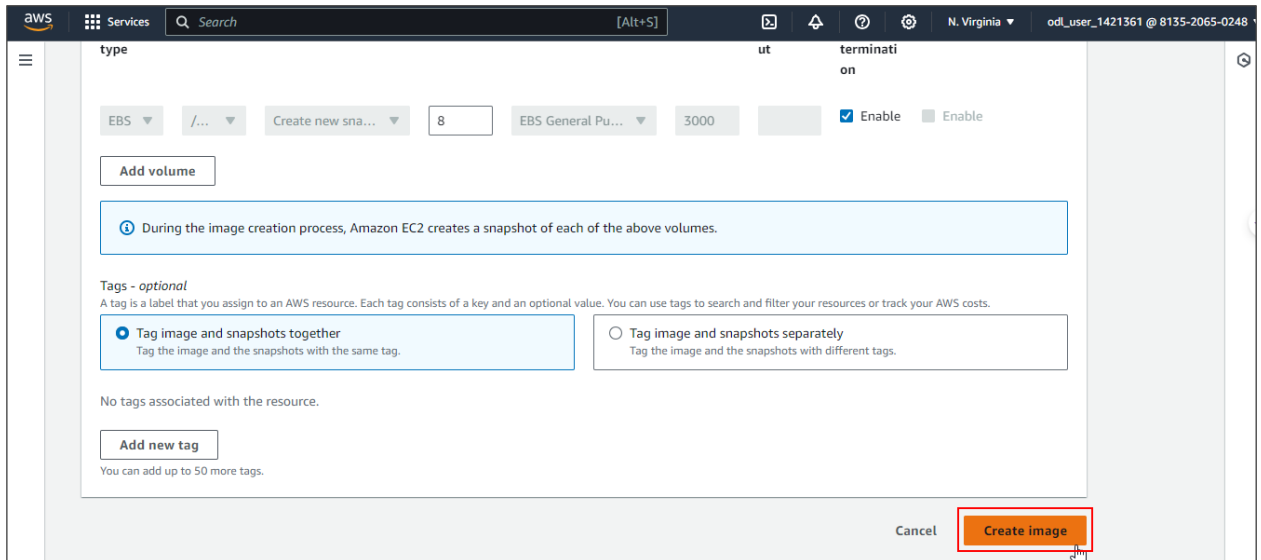 aws Services Search [Alt+S] N. Virginia odl_user_1421361 @ 8135-2065-0248
type ut terminati
on
EBS /... Create new sna... 8 EBS General Pu... 3000 Enable Enable
Add volume
During the image creation process, Amazon EC2 creates a snapshot of each of the above volumes.
Tags - optional
A tag is a label that you assign to an AWS resource. Each tag consists of a key and an optional value. You can use tags to search and filter your resources or track your AWS costs.
Tag image and snapshots together
Tag the image and the snapshots with the same tag.
Tag image and snapshots separately
Tag the image and the snapshots with different tags.
No tags associated with the resource.
Add new tag
You can add up to 50 more tags.
Cancel Create image